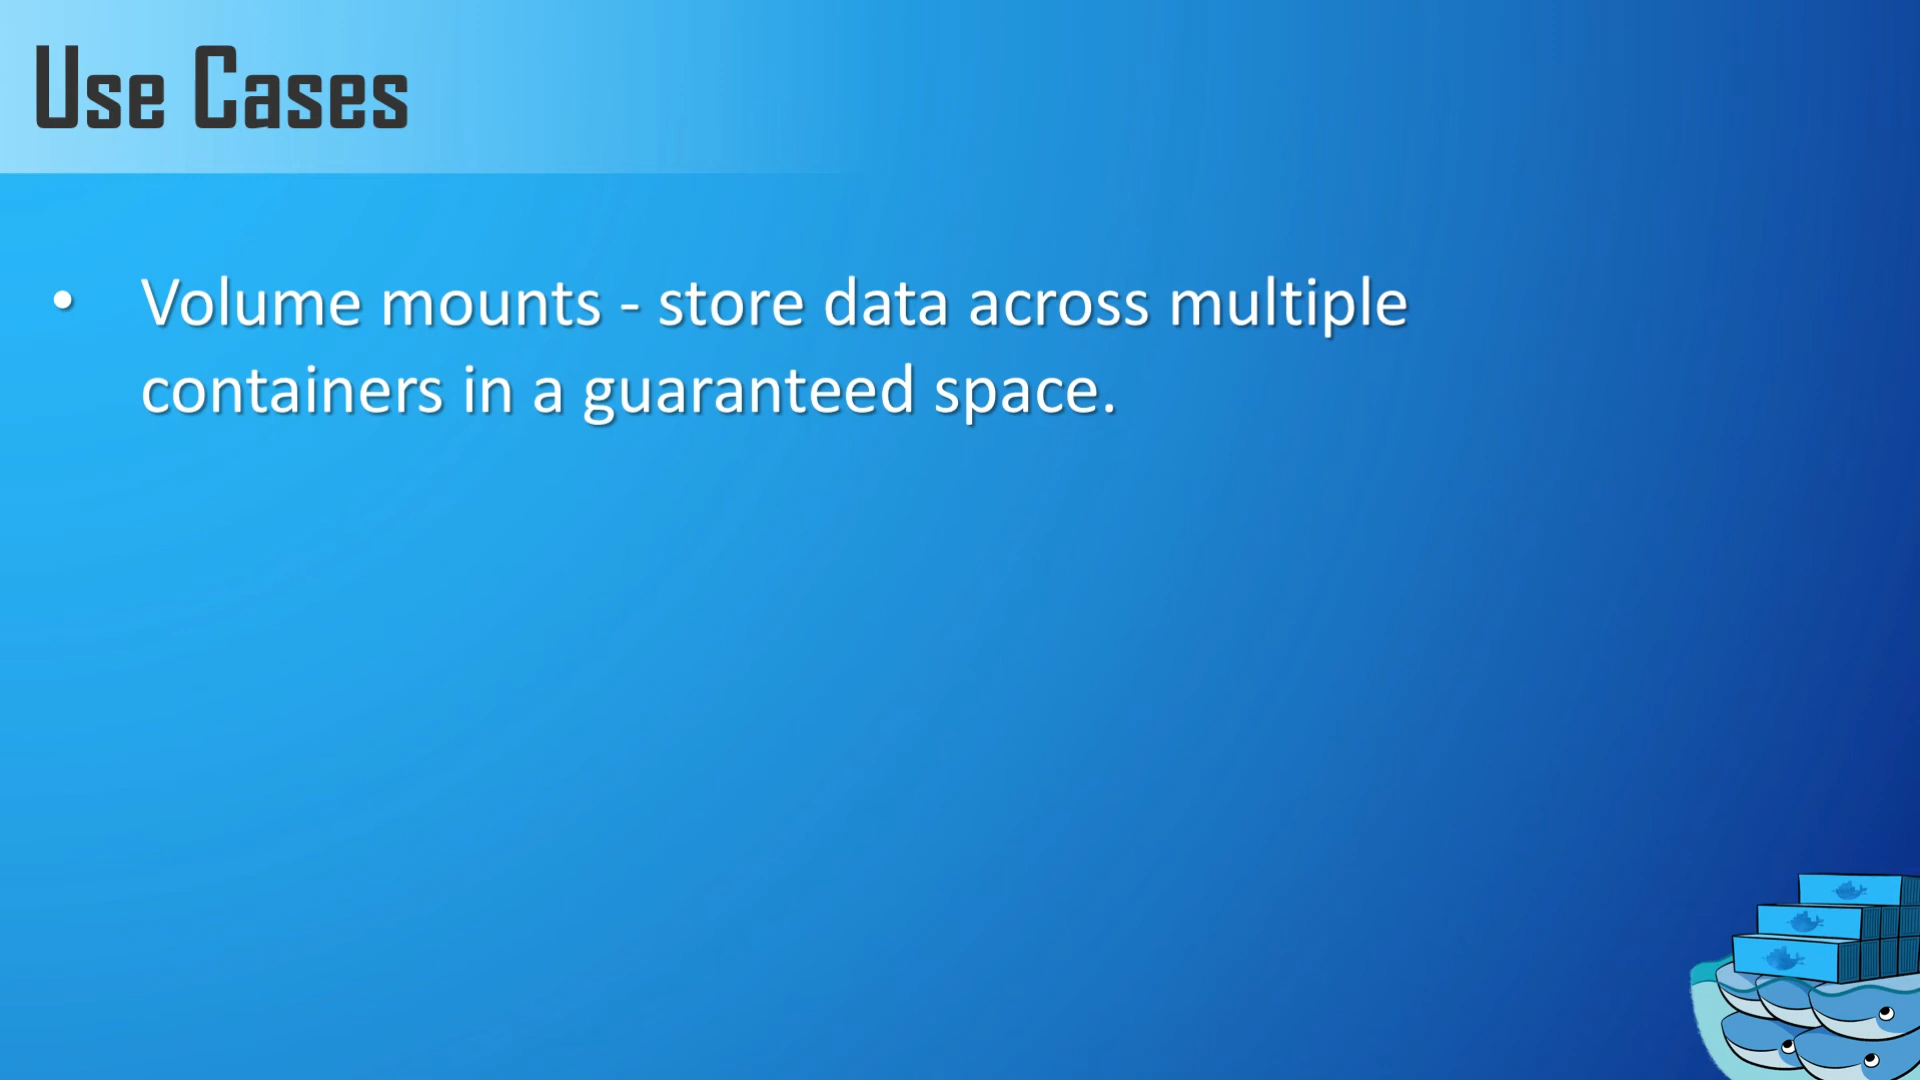 Use Cases
• Volume mounts - store data across multiple
containers in a guaranteed space.